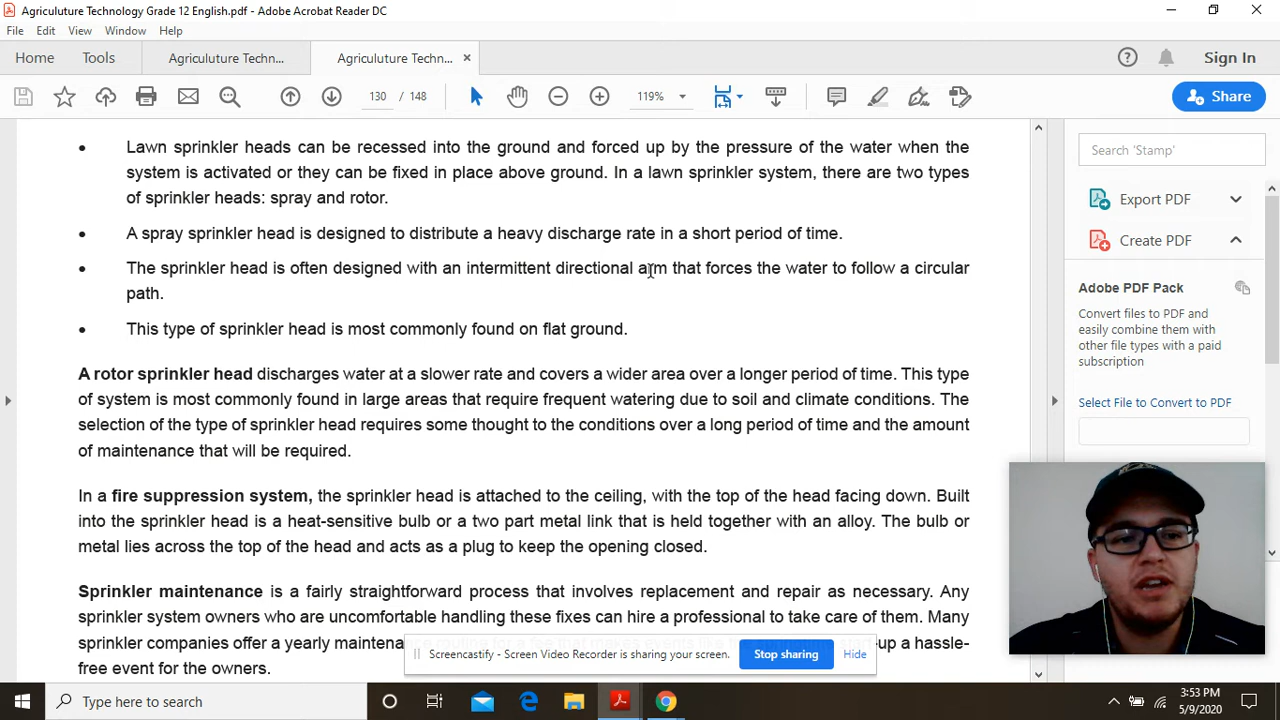 Agriculuture Technology Grade 12 English.pdf - Adobe Acrobat Reader DC
File Edit View Window Help
Home Tools Agriculuture Techn... Agriculuture Techn... × Sign In
130 / 148 119% Share
• Lawn sprinkler heads can be recessed into the ground and forced up by the pressure of the water when the
system is activated or they can be fixed in place above ground. In a lawn sprinkler system, there are two types
of sprinkler heads: spray and rotor.
• A spray sprinkler head is designed to distribute a heavy discharge rate in a short period of time.
• The sprinkler head is often designed with an intermittent directional arm that forces the water to follow a circular
path.
• This type of sprinkler head is most commonly found on flat ground.
A rotor sprinkler head discharges water at a slower rate and covers a wider area over a longer period of time. This type
of system is most commonly found in large areas that require frequent watering due to soil and climate conditions. The
selection of the type of sprinkler head requires some thought to the conditions over a long period of time and the amount
of maintenance that will be required.
In a fire suppression system, the sprinkler head is attached to the ceiling, with the top of the head facing down. Built
into the sprinkler head is a heat-sensitive bulb or a two part metal link that is held together with an alloy. The bulb or
metal lies across the top of the head and acts as a plug to keep the opening closed.
Sprinkler maintenance is a fairly straightforward process that involves replacement and repair as necessary. Any
sprinkler system owners who are uncomfortable handling these fixes can hire a professional to take care of them. Many
sprinkler companies offer a yearly up a hassle-
free event for the owners.
Search 'Stamp'
Export PDF
Create PDF
Adobe PDF Pack
Convert files to PDF and
easily combine them with
other file types with a paid
subscription
Select File to Convert to PDF
Screencastify - Screen Video Recorder is sharing your screen. Stop sharing Hide
Type here to search
3:53 PM
5/9/2020